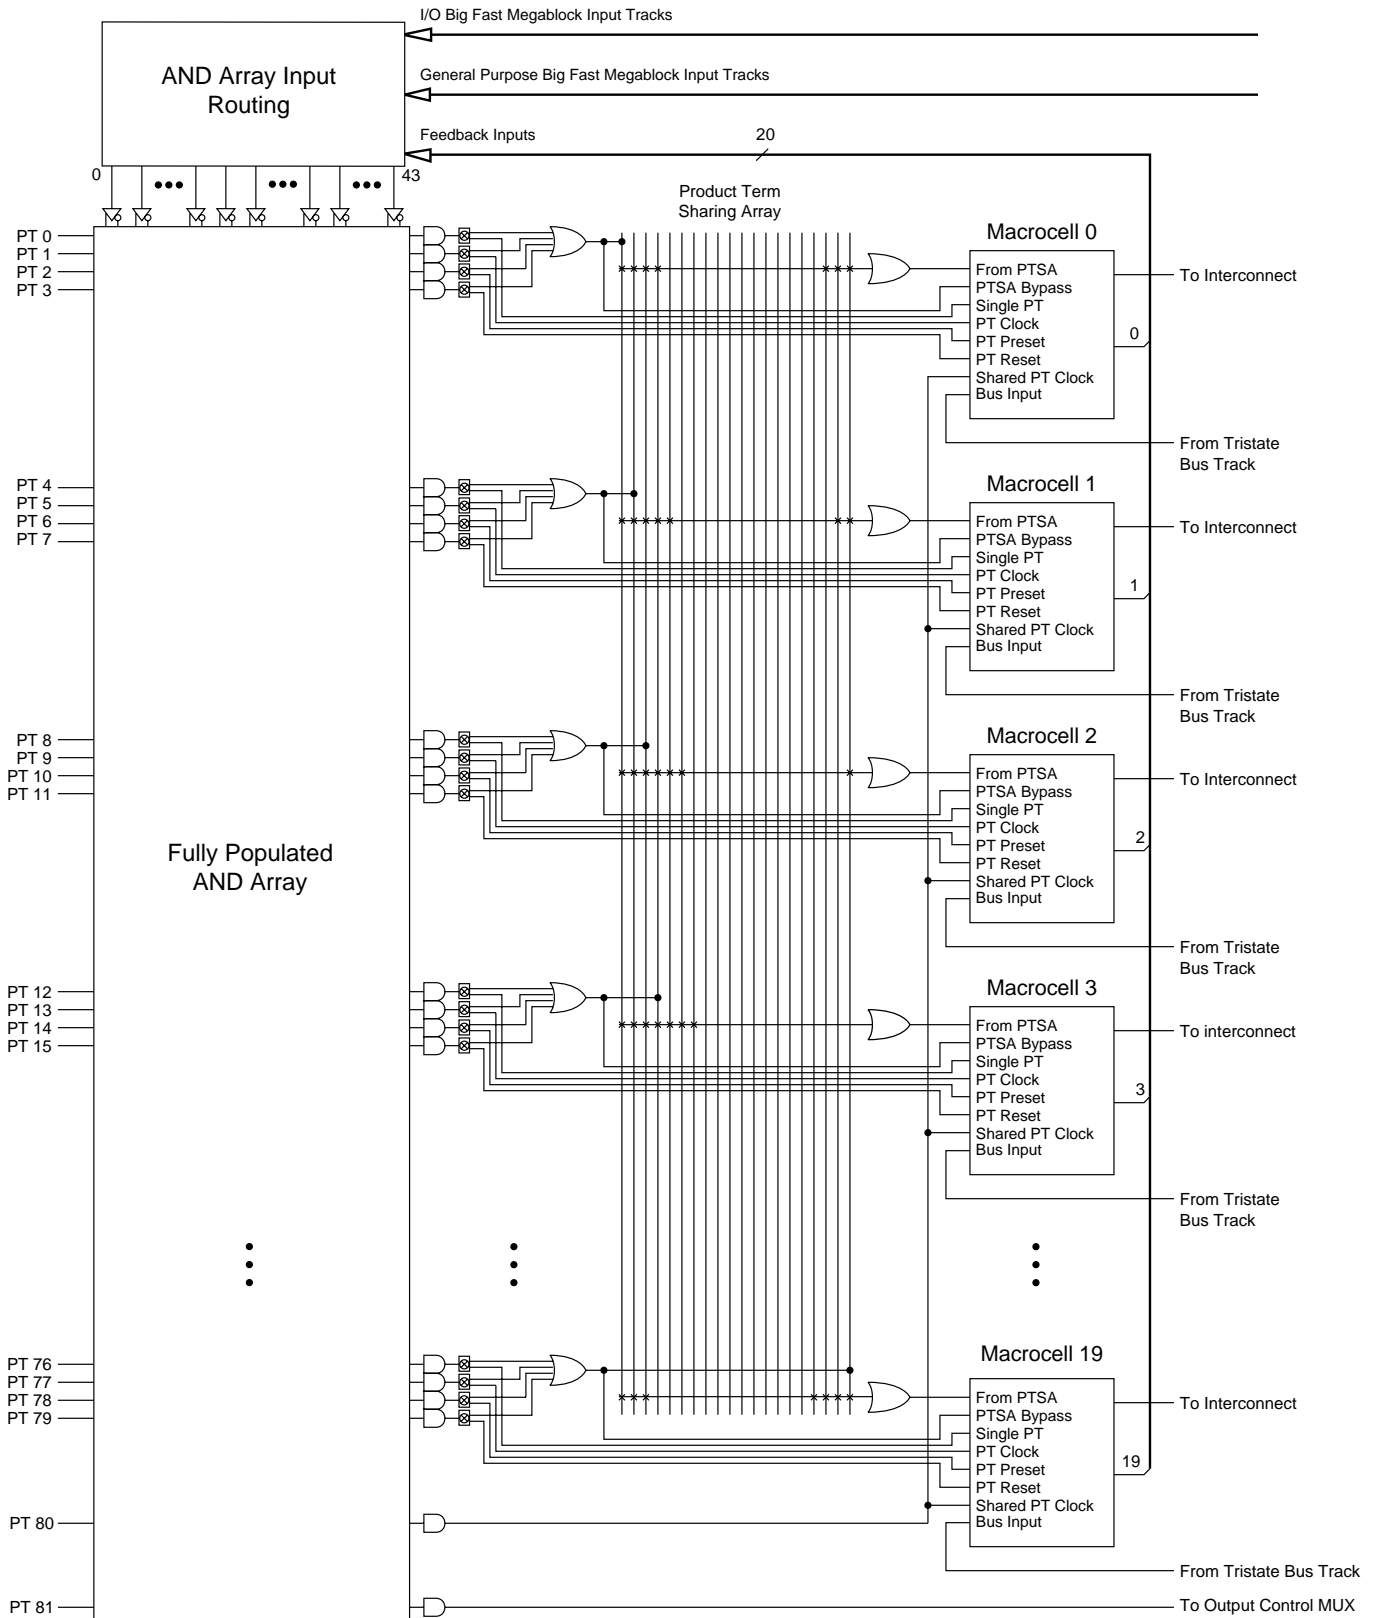 I/O Big Fast Megablock Input Tracks
AND Array Input
Routing
General Purpose Big Fast Megablock Input Tracks
Feedback Inputs
20
0
43
Product Term
Sharing Array
PT 0
PT 1
PT 2
PT 3
Macrocell 0
From PTSA
PTSA Bypass
Single PT
PT Clock
PT Preset
PT Reset
Shared PT Clock
Bus Input
To Interconnect
0
From Tristate
Bus Track
PT 4
PT 5
PT 6
PT 7
Macrocell 1
From PTSA
PTSA Bypass
Single PT
PT Clock
PT Preset
PT Reset
Shared PT Clock
Bus Input
To Interconnect
1
From Tristate
Bus Track
PT 8
PT 9
PT 10
PT 11
Macrocell 2
From PTSA
PTSA Bypass
Single PT
PT Clock
PT Preset
PT Reset
Shared PT Clock
Bus Input
To Interconnect
2
From Tristate
Bus Track
Fully Populated
AND Array
PT 12
PT 13
PT 14
PT 15
Macrocell 3
From PTSA
PTSA Bypass
Single PT
PT Clock
PT Preset
PT Reset
Shared PT Clock
Bus Input
To interconnect
3
From Tristate
Bus Track
PT 76
PT 77
PT 78
PT 79
Macrocell 19
From PTSA
PTSA Bypass
Single PT
PT Clock
PT Preset
PT Reset
Shared PT Clock
Bus Input
To Interconnect
19
PT 80
From Tristate Bus Track
PT 81
To Output Control MUX